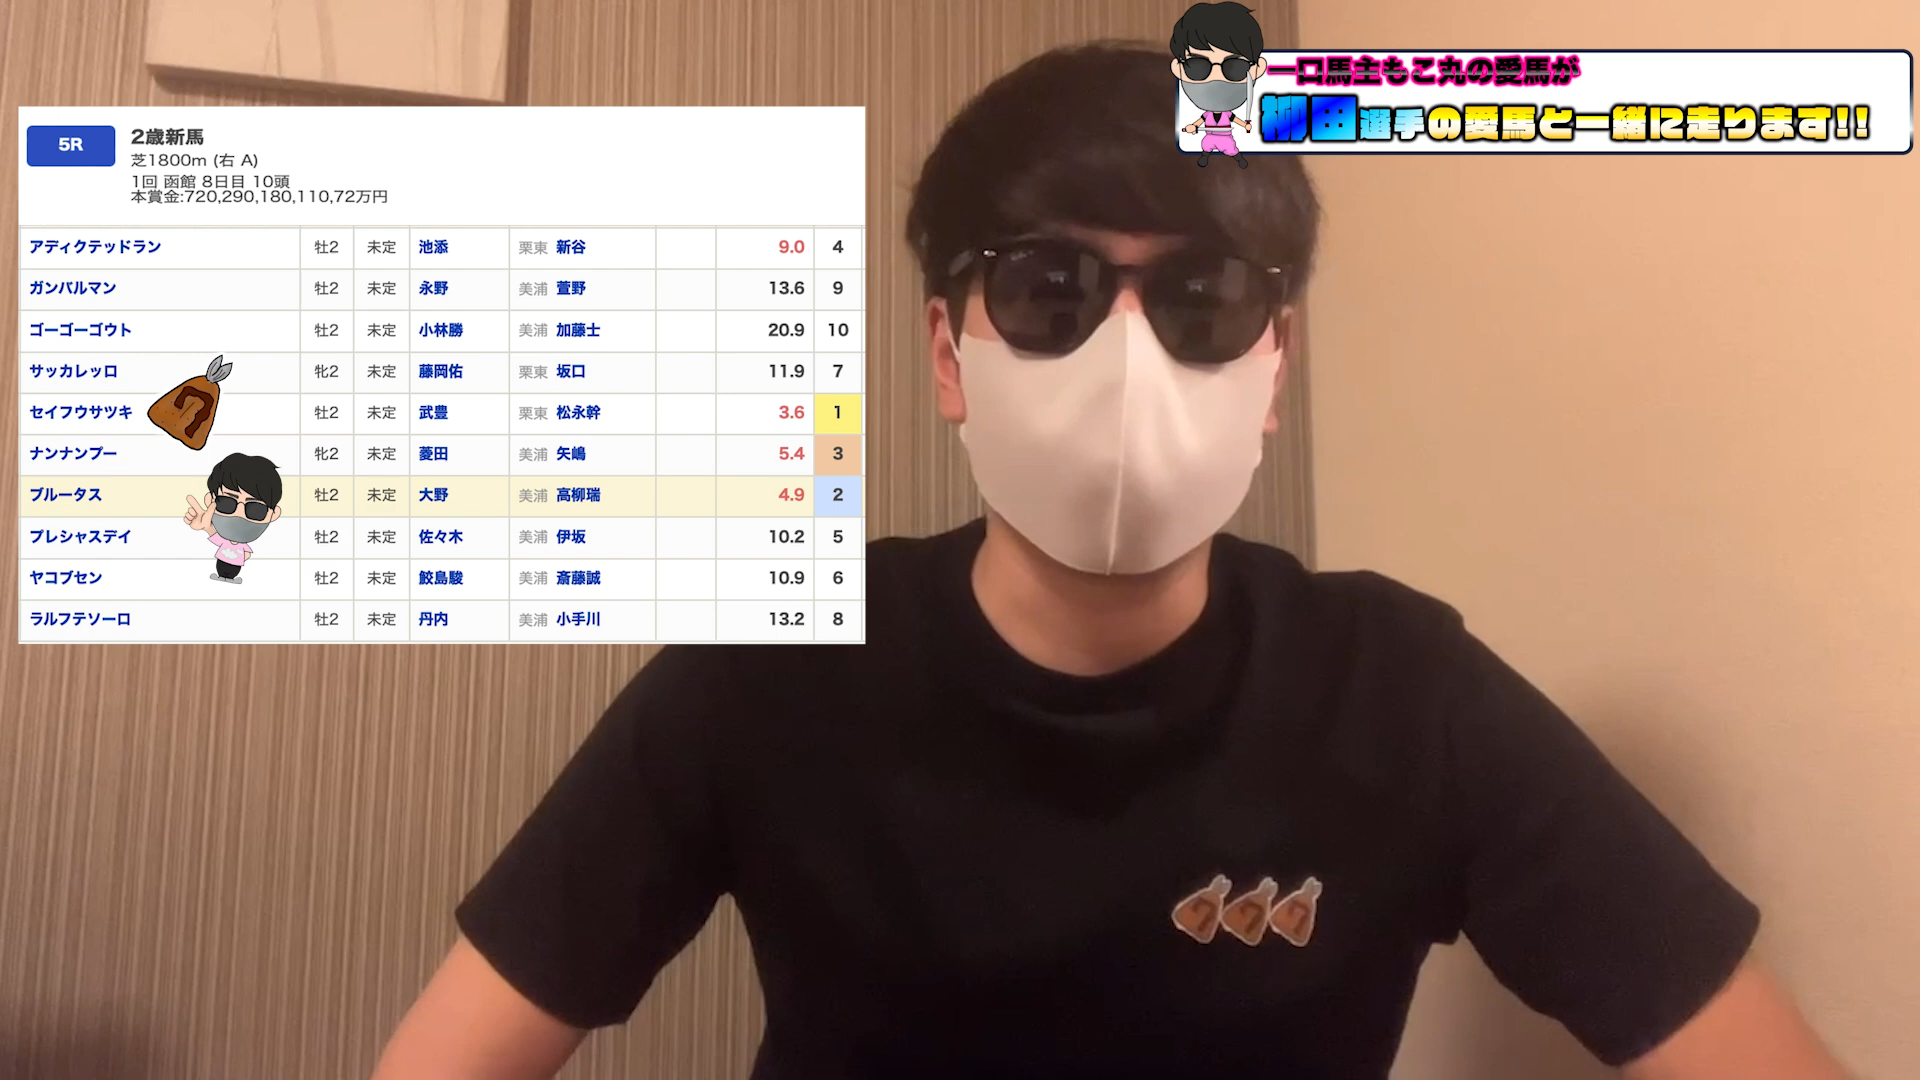 一口馬主もこ丸の愛馬が
柳田選手の愛馬と一緒に走ります!!
5R
2歳新馬
芝1800m (右 A)
1回 函館 8日目 10頭
本賞金:720,290,180,110,72万円
アディクテッドラン 牡2 未定 池添 栗東 新谷 9.0 4
ガンバルマン 牡2 未定 永野 美浦 萱野 13.6 9
ゴーゴーゴウト 牡2 未定 小林勝 美浦 加藤士 20.9 10
サッカレッロ 牝2 未定 藤岡佑 栗東 坂口 11.9 7
セイフウサツキ 牡2 未定 武豊 栗東 松永幹 3.6 1
ナンナンプー 牝2 未定 菱田 美浦 矢嶋 5.4 3
ブルータス 牡2 未定 大野 美浦 高柳瑞 4.9 2
プレシャスデイ 牡2 未定 佐々木 美浦 伊坂 10.2 5
ヤコブセン 牡2 未定 鮫島駿 美浦 斎藤誠 10.9 6
ラルフテソーロ 牡2 未定 丹内 美浦 小手川 13.2 8